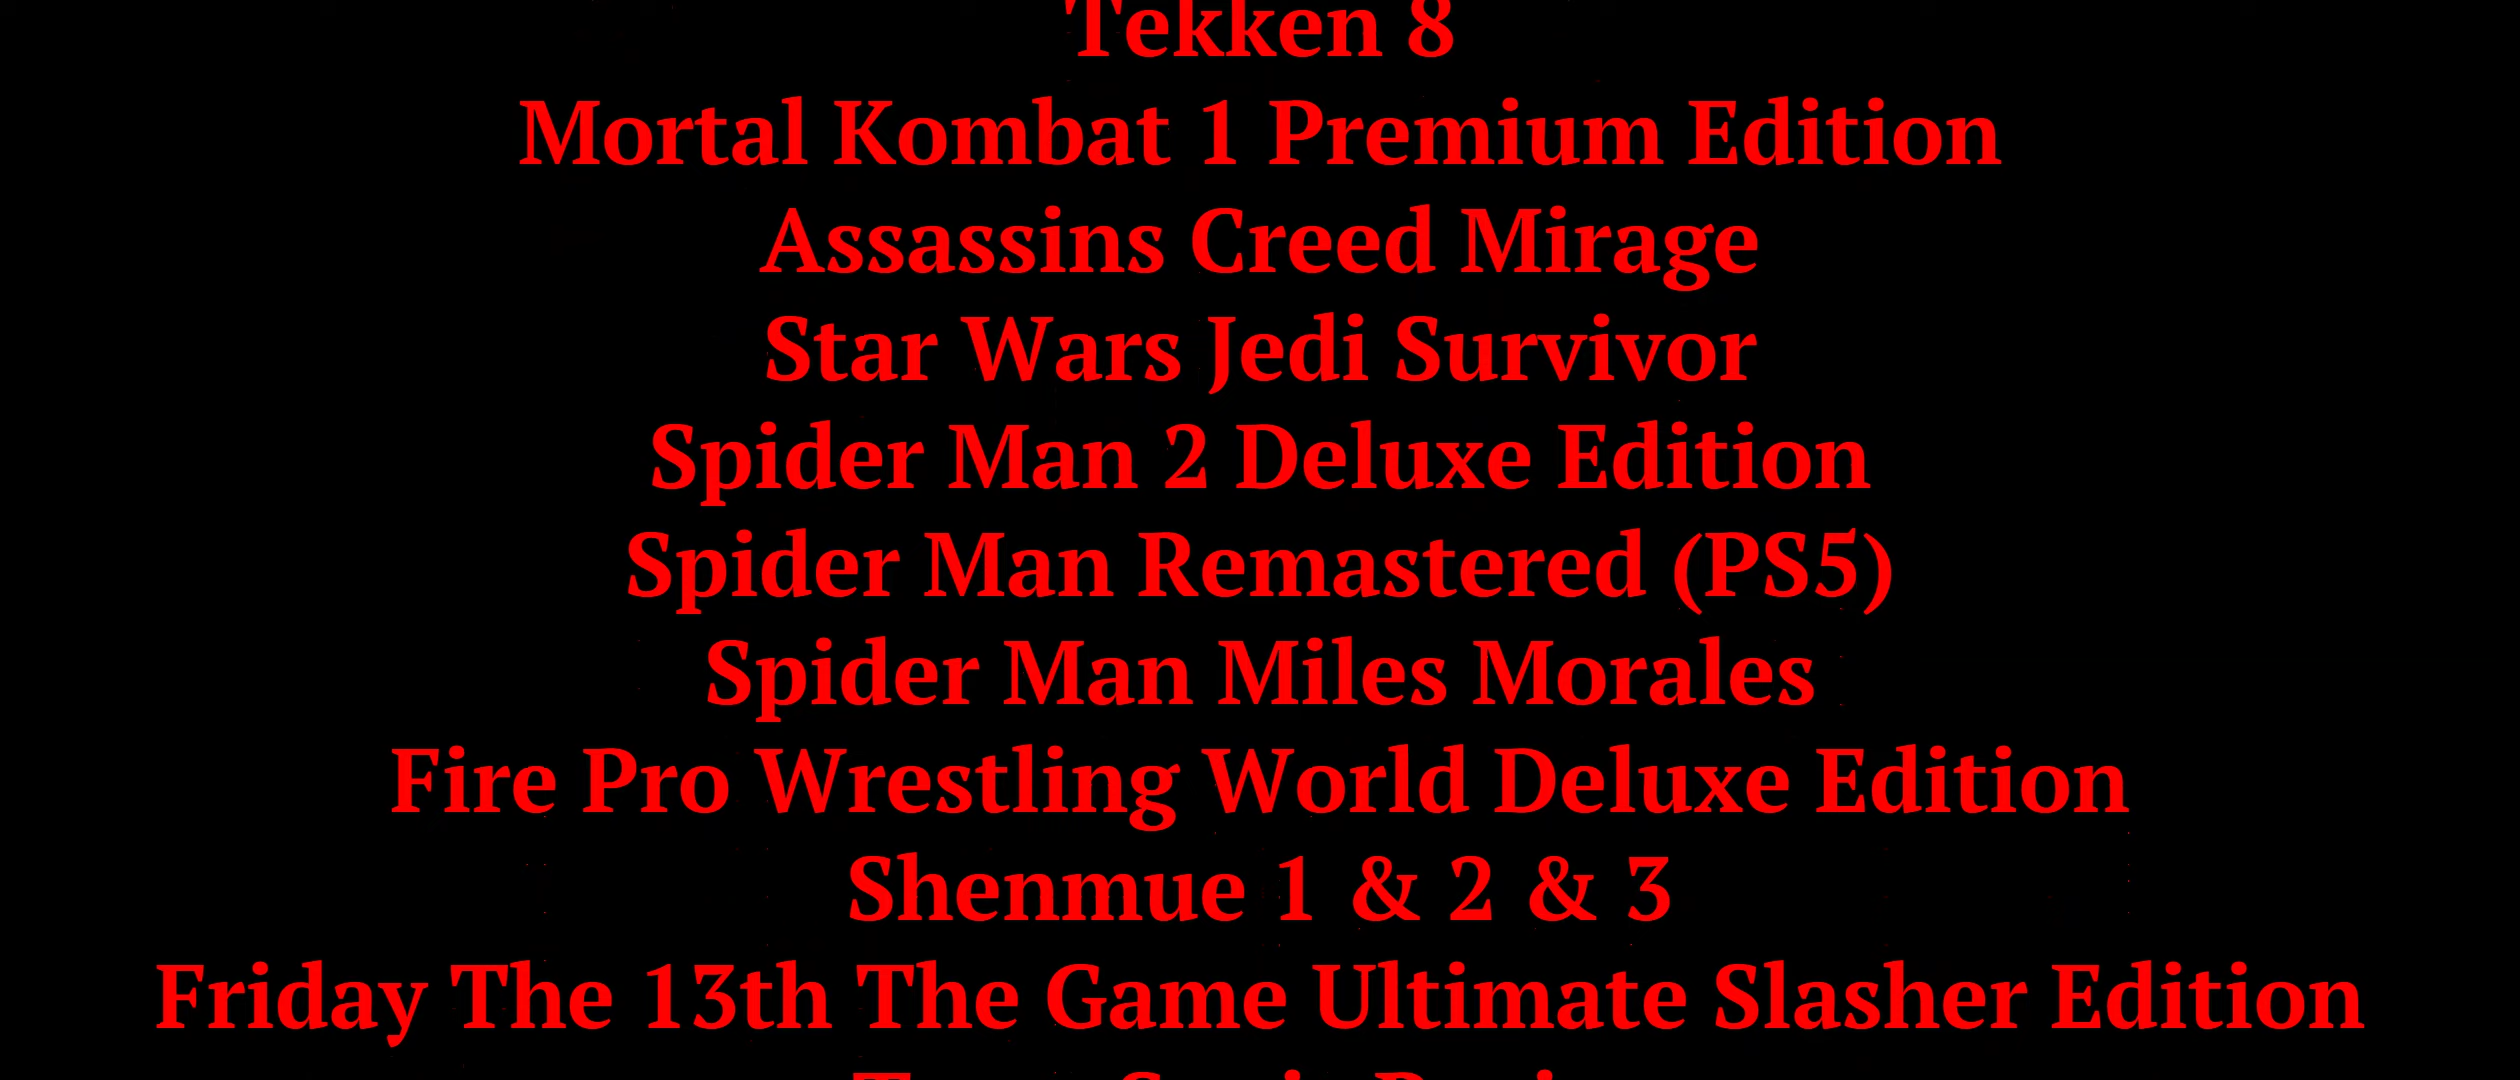 Tekken 8
Mortal Kombat 1 Premium Edition
Assassins Creed Mirage
Star Wars Jedi Survivor
Spider Man 2 Deluxe Edition
Spider Man Remastered (PS5)
Spider Man Miles Morales
Fire Pro Wrestling World Deluxe Edition
Shenmue 1 & 2 & 3
Friday The 13th The Game Ultimate Slasher Edition